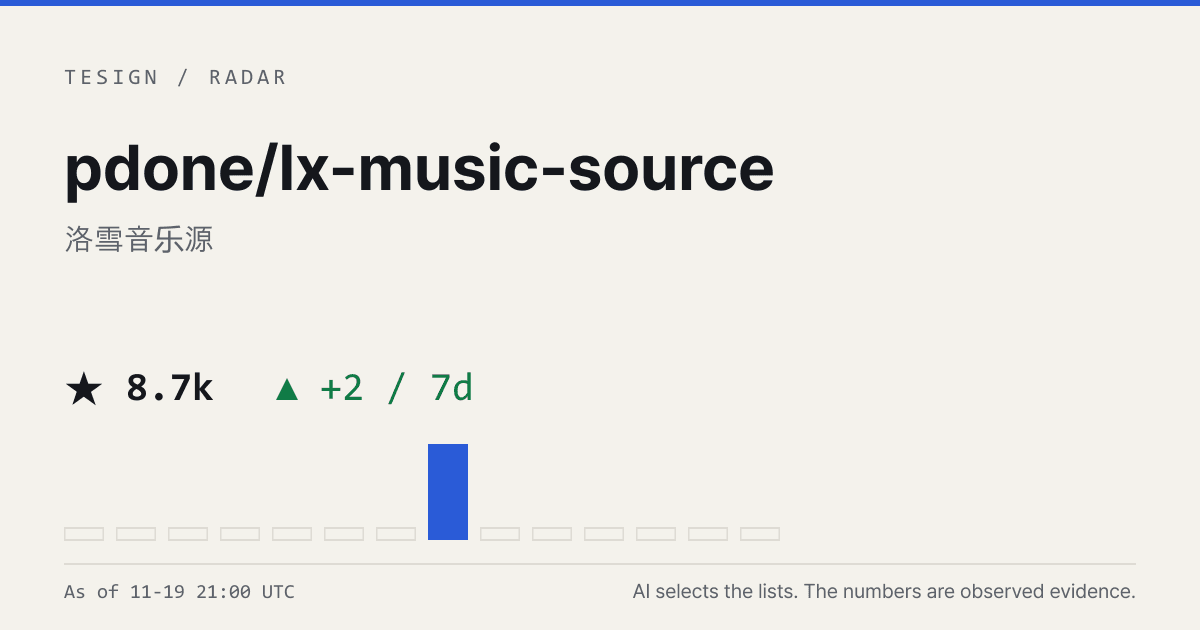 TESIGN / RADAR
pdone/lx-music-source
洛雪音乐源
★ 8.7k ▲ +2 / 7d
As of 11-19 21:00 UTC
AI selects the lists. The numbers are observed evidence.